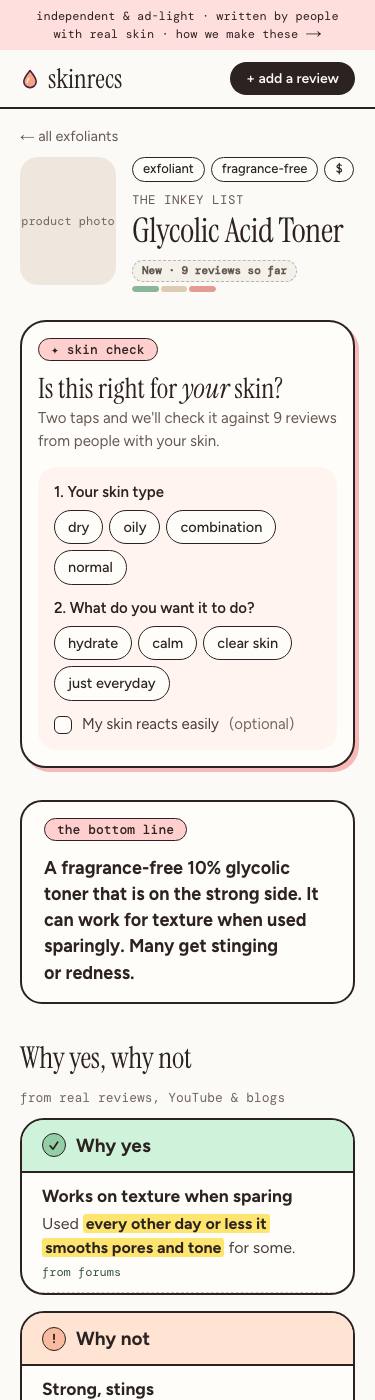 independent & ad-light · written by people
with real skin · how we make these →
skinrecs
+ add a review
← all exfoliants
product photo
exfoliant
fragrance-free
$
THE INKEY LIST
Glycolic Acid Toner
New · 9 reviews so far
✦ skin check
Is this right for your skin?
Two taps and we'll check it against 9 reviews
from people with your skin.
1. Your skin type
dry
oily
combination
normal
2. What do you want it to do?
hydrate
calm
clear skin
just everyday
My skin reacts easily (optional)
the bottom line
A fragrance-free 10% glycolic
toner that is on the strong side. It
can work for texture when used
sparingly. Many get stinging
or redness.
Why yes, why not
from real reviews, YouTube & blogs
Why yes
Works on texture when sparing
Used every other day or less it
smooths pores and tone for some.
from forums
! Why not
Strong, stings